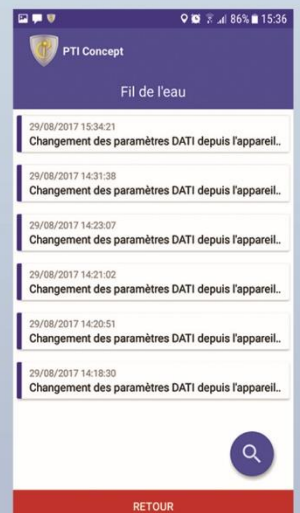 86% 15:36
PTI Concept
Fil de l'eau
29/08/2017 15:34:21
Changement des paramètres DATI depuis l'appareil..
29/08/2017 14:31:38
Changement des paramètres DATI depuis l'appareil..
29/08/2017 14:23:07
Changement des paramètres DATI depuis l'appareil..
29/08/2017 14:21:02
Changement des paramètres DATI depuis l'appareil..
29/08/2017 14:20:51
Changement des paramètres DATI depuis l'appareil..
29/08/2017 14:18:30
Changement des paramètres DATI depuis l'appareil..
RETOUR